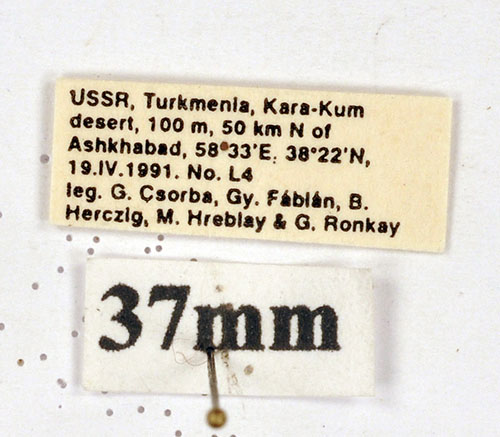 USSR, Turkmenia, Kara-Kum
desert, 100 m, 50 km N of
Ashkhabad, 58°33'E, 38°22'N,
19.IV.1991. No. L4
leg. G. Csorba, Gy. Fábián, B.
Herczig, M. Hreblay & G. Ronkay
37mm